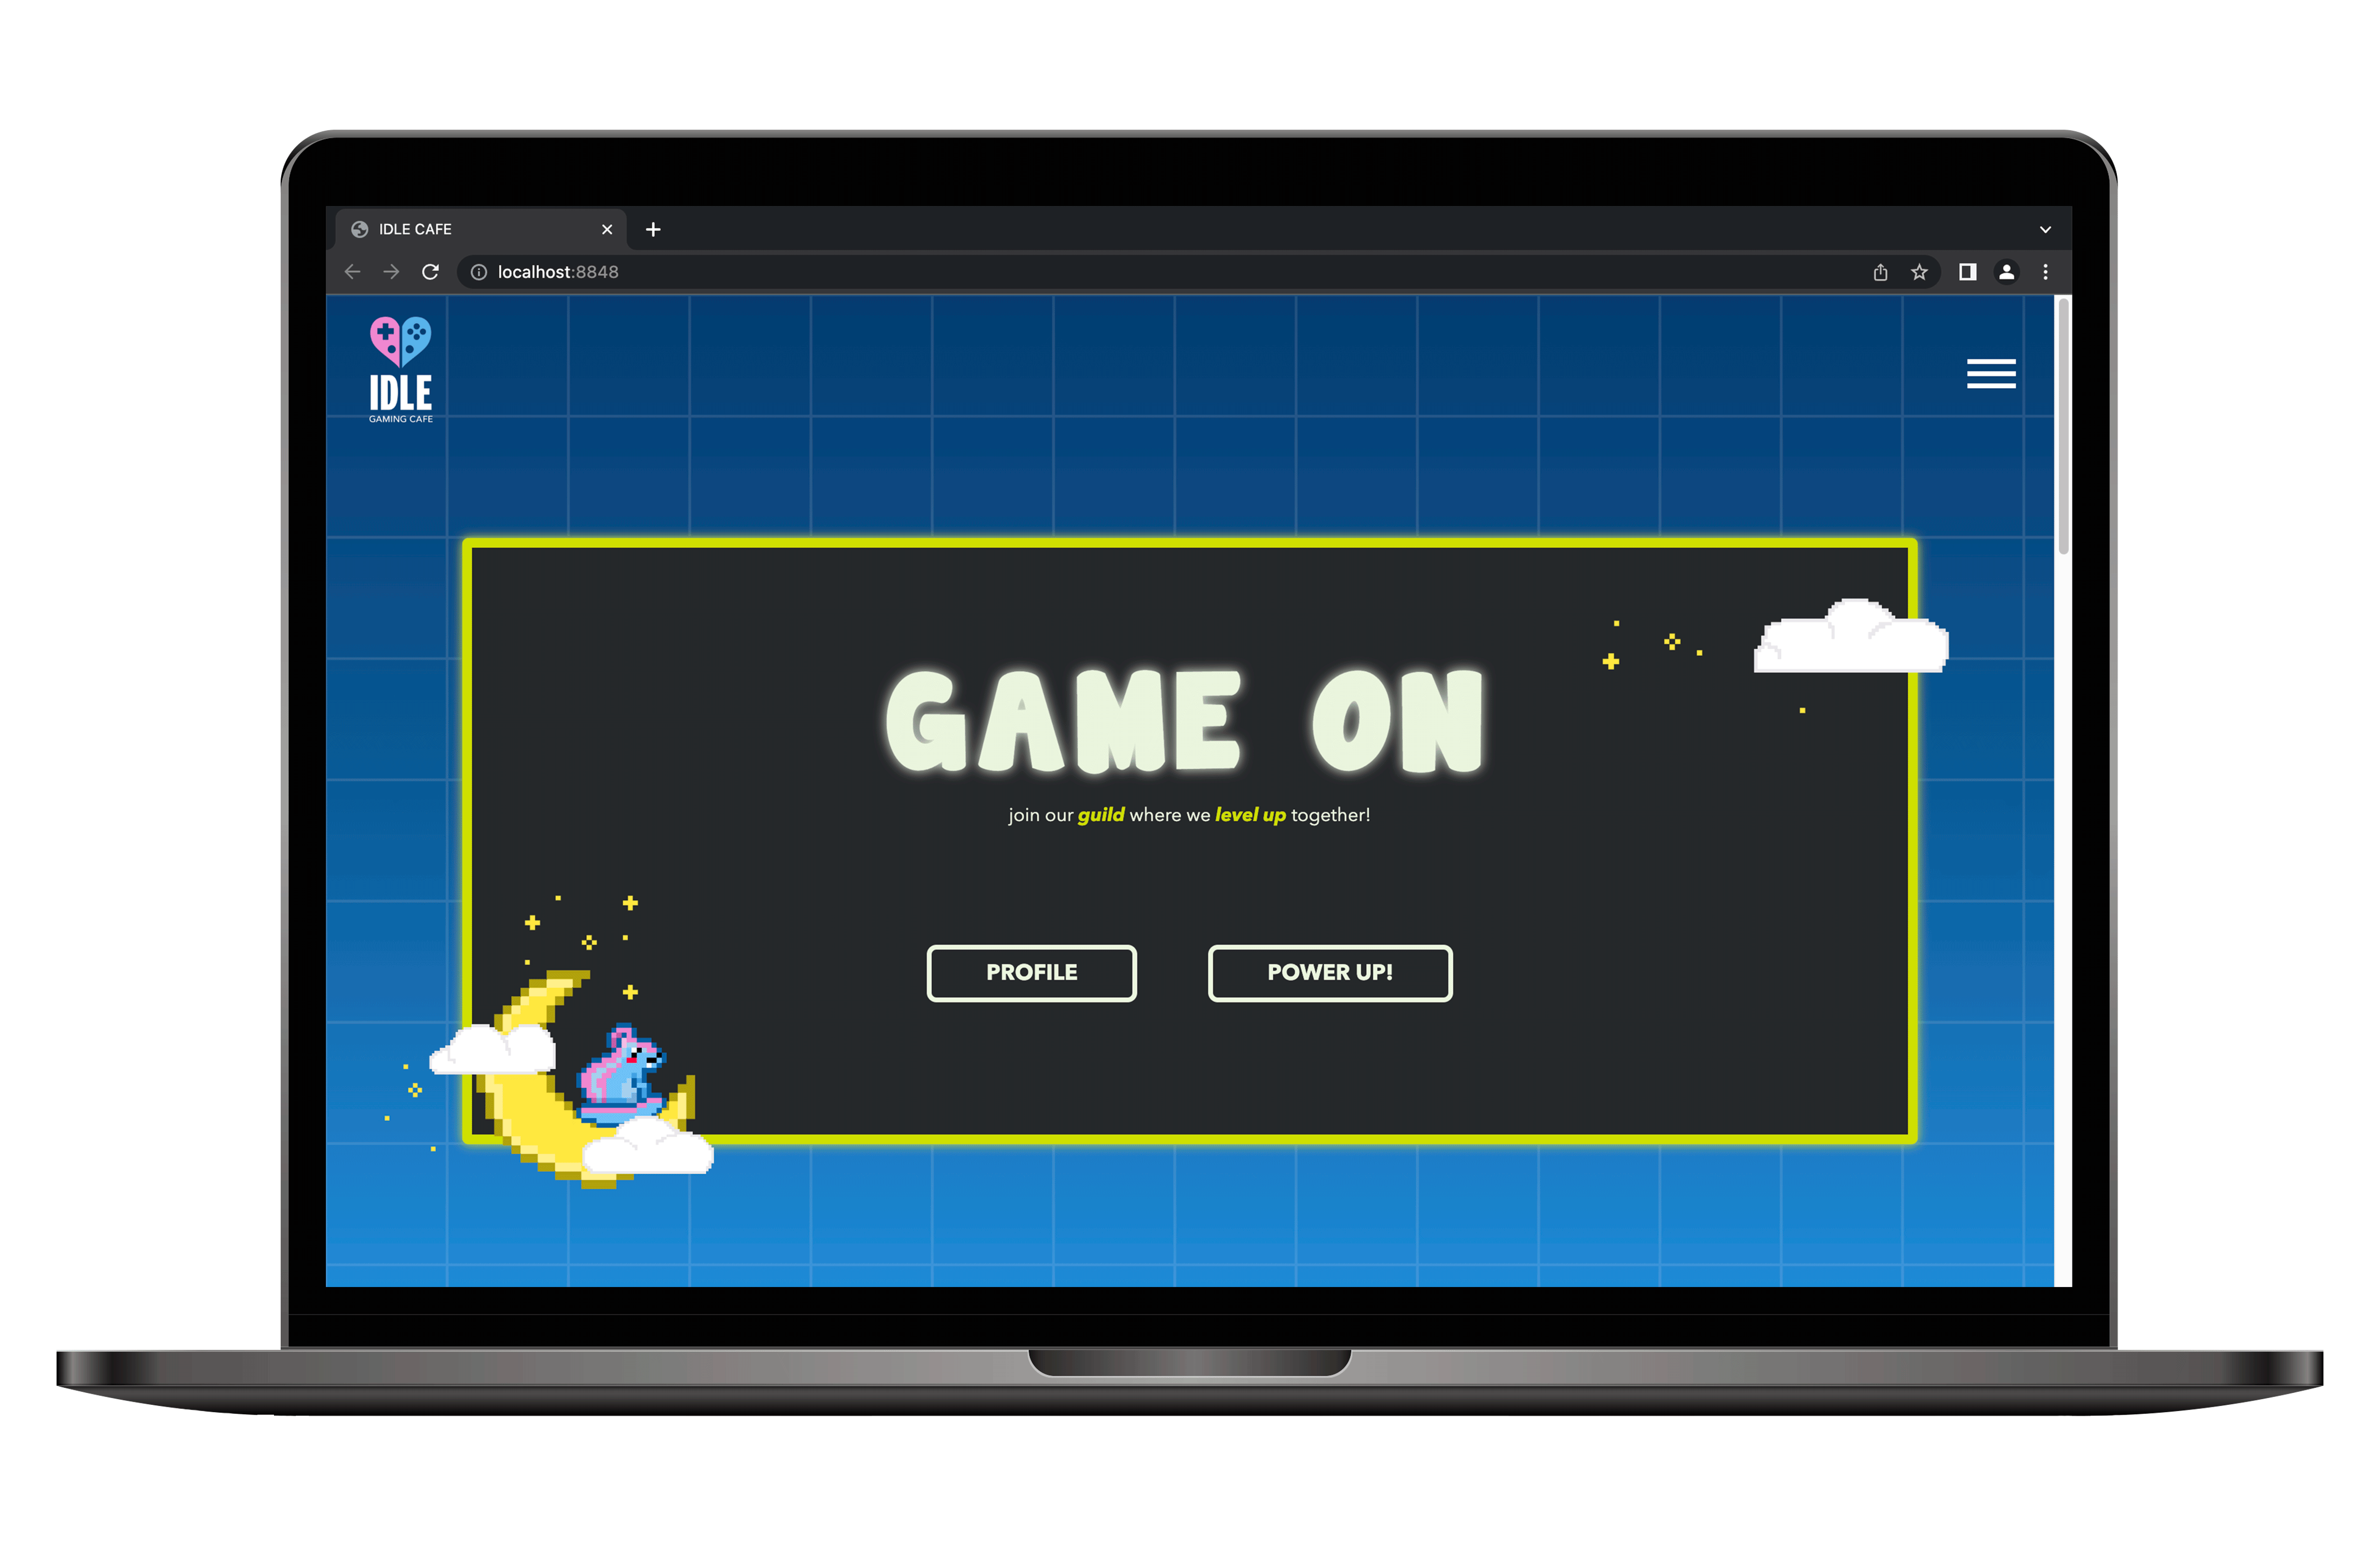 IDLE CAFE
localhost:8848
IDLE
GAMING CAFE
GAME ON
join our guild where we level up together!
PROFILE
POWER UP!